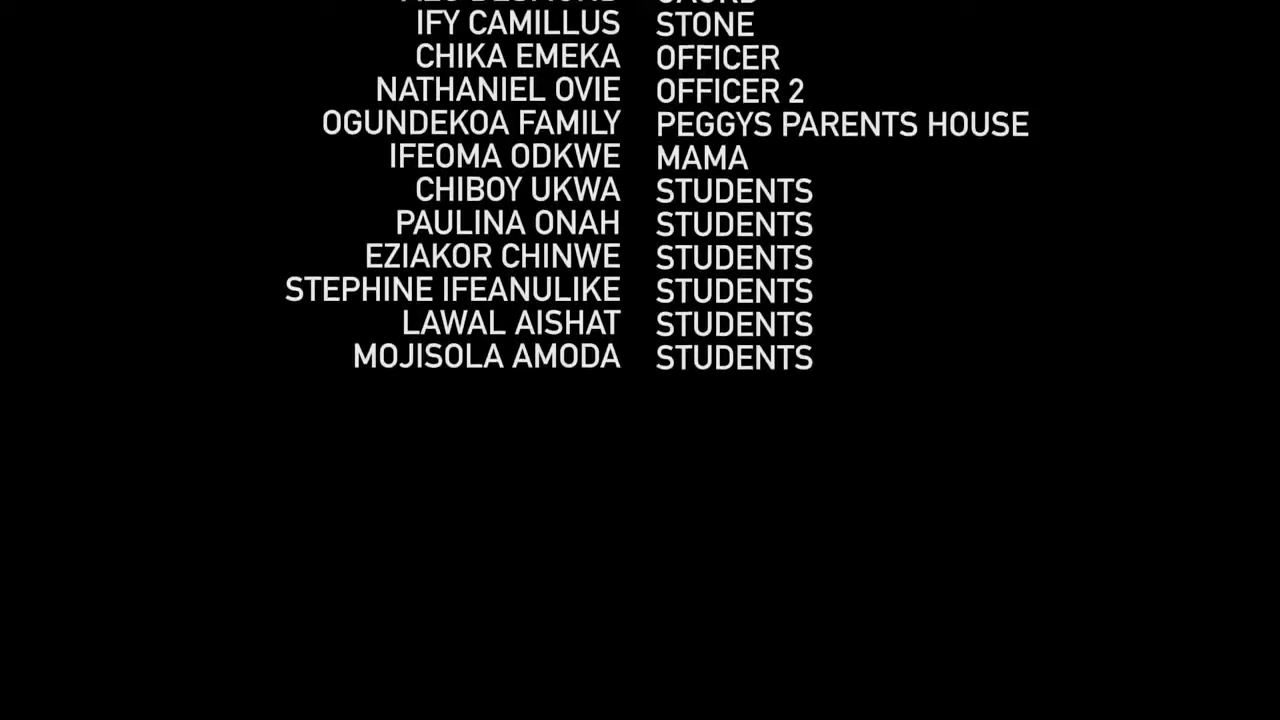 IFY CAMILLUS STONE
CHIKA EMEKA OFFICER
NATHANIEL OVIE OFFICER 2
OGUNDEKOA FAMILY PEGGYS PARENTS HOUSE
IFEOMA ODKWE MAMA
CHIBOY UKWA STUDENTS
PAULINA ONAH STUDENTS
EZIAKOR CHINWE STUDENTS
STEPHINE IFEANULIKE STUDENTS
LAWAL AISHAT STUDENTS
MOJISOLA AMODA STUDENTS